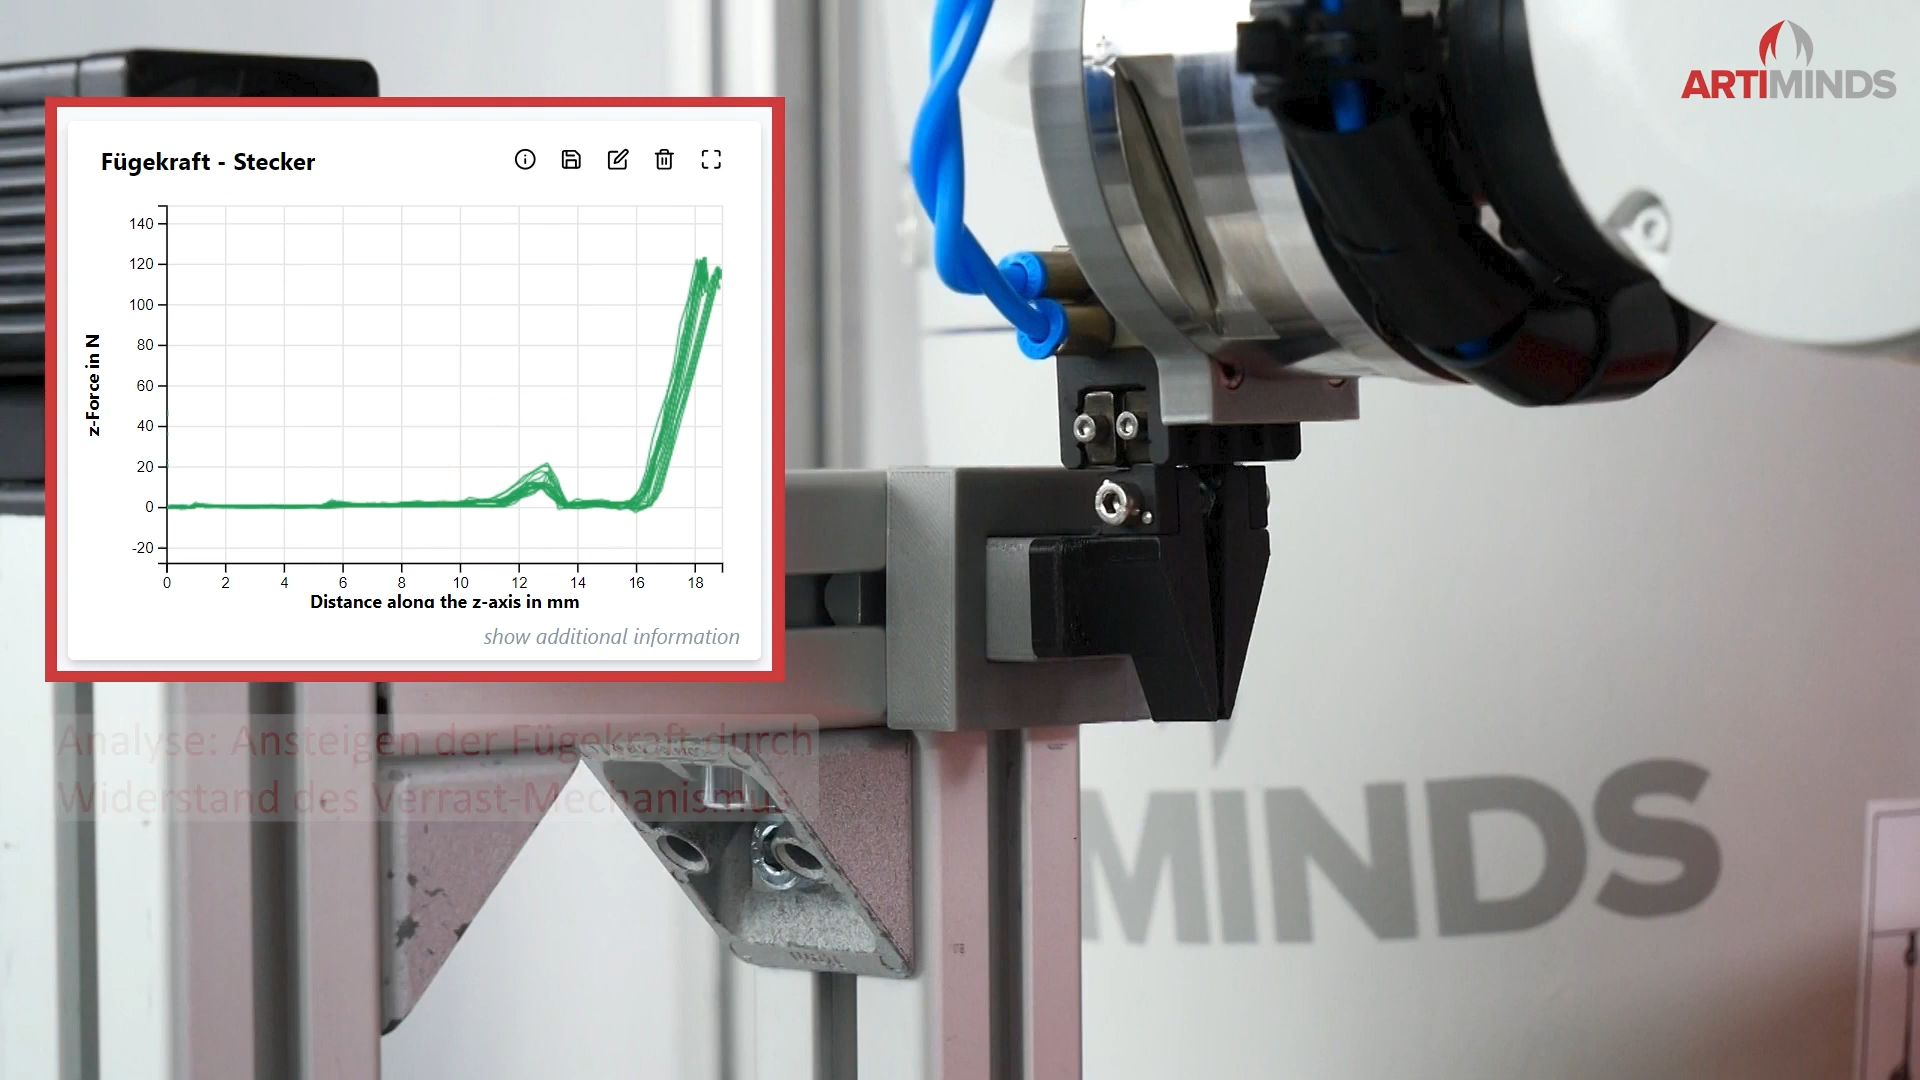 ARTIMINDS
Fügekraft - Stecker
140
120
100
80
60
40
20
0
-20
z-Force in N
0 2 4 6 8 10 12 14 16 18
Distance along the z-axis in mm
show additional information
Analyse: Ansteigen der Fügekraft durch
Widerstand des Verrast-Mechanismus
MINDS